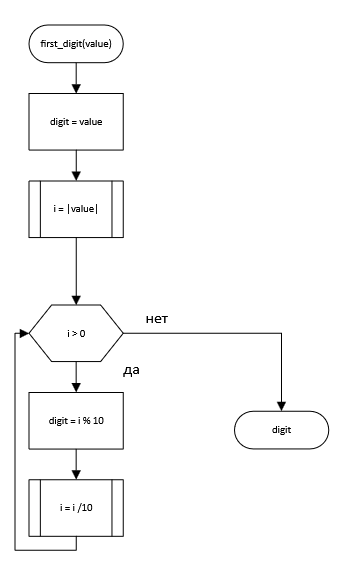 first_digit(value)
digit = value
i = |value|
i > 0
нет
да
digit = i % 10
digit
i = i /10